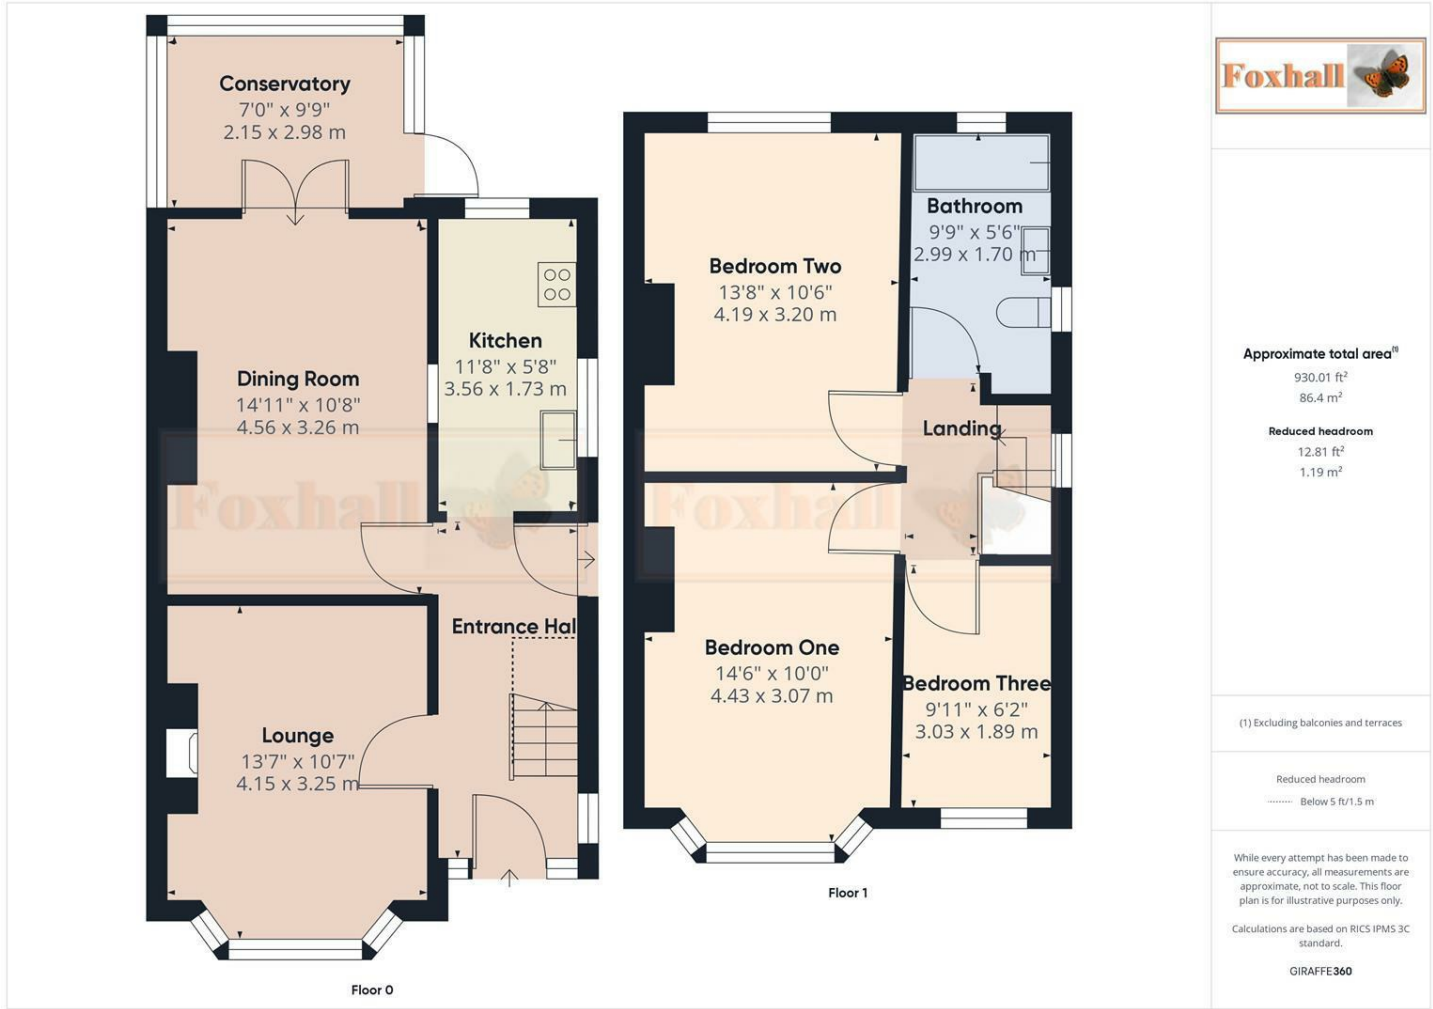 Conservatory
7'0" x 9'9"
2.15 x 2.98 m
Dining Room
14'11" x 10'8"
4.56 x 3.26 m
Kitchen
11'8" x 5'8"
3.56 x 1.73 m
Entrance Hal
Lounge
13'7" x 10'7"
4.15 x 3.25 m
Foxhall
Floor 0
Bedroom Two
13'8" x 10'6"
4.19 x 3.20 m
Bathroom
9'9" x 5'6"
2.99 x 1.70 m
Landing
Foxhall
Bedroom One
14'6" x 10'0"
4.43 x 3.07 m
Bedroom Three
9'11" x 6'2"
3.03 x 1.89 m
Floor 1
Foxhall
Approximate total area(1)
930.01 ft²
86.4 m²
Reduced headroom
12.81 ft²
1.19 m²
(1) Excluding balconies and terraces
Reduced headroom
Below 5 ft/1.5 m
While every attempt has been made to
ensure accuracy, all measurements are
approximate, not to scale. This floor
plan is for illustrative purposes only.
Calculations are based on RICS IPMS 3C
standard.
GIRAFFE360